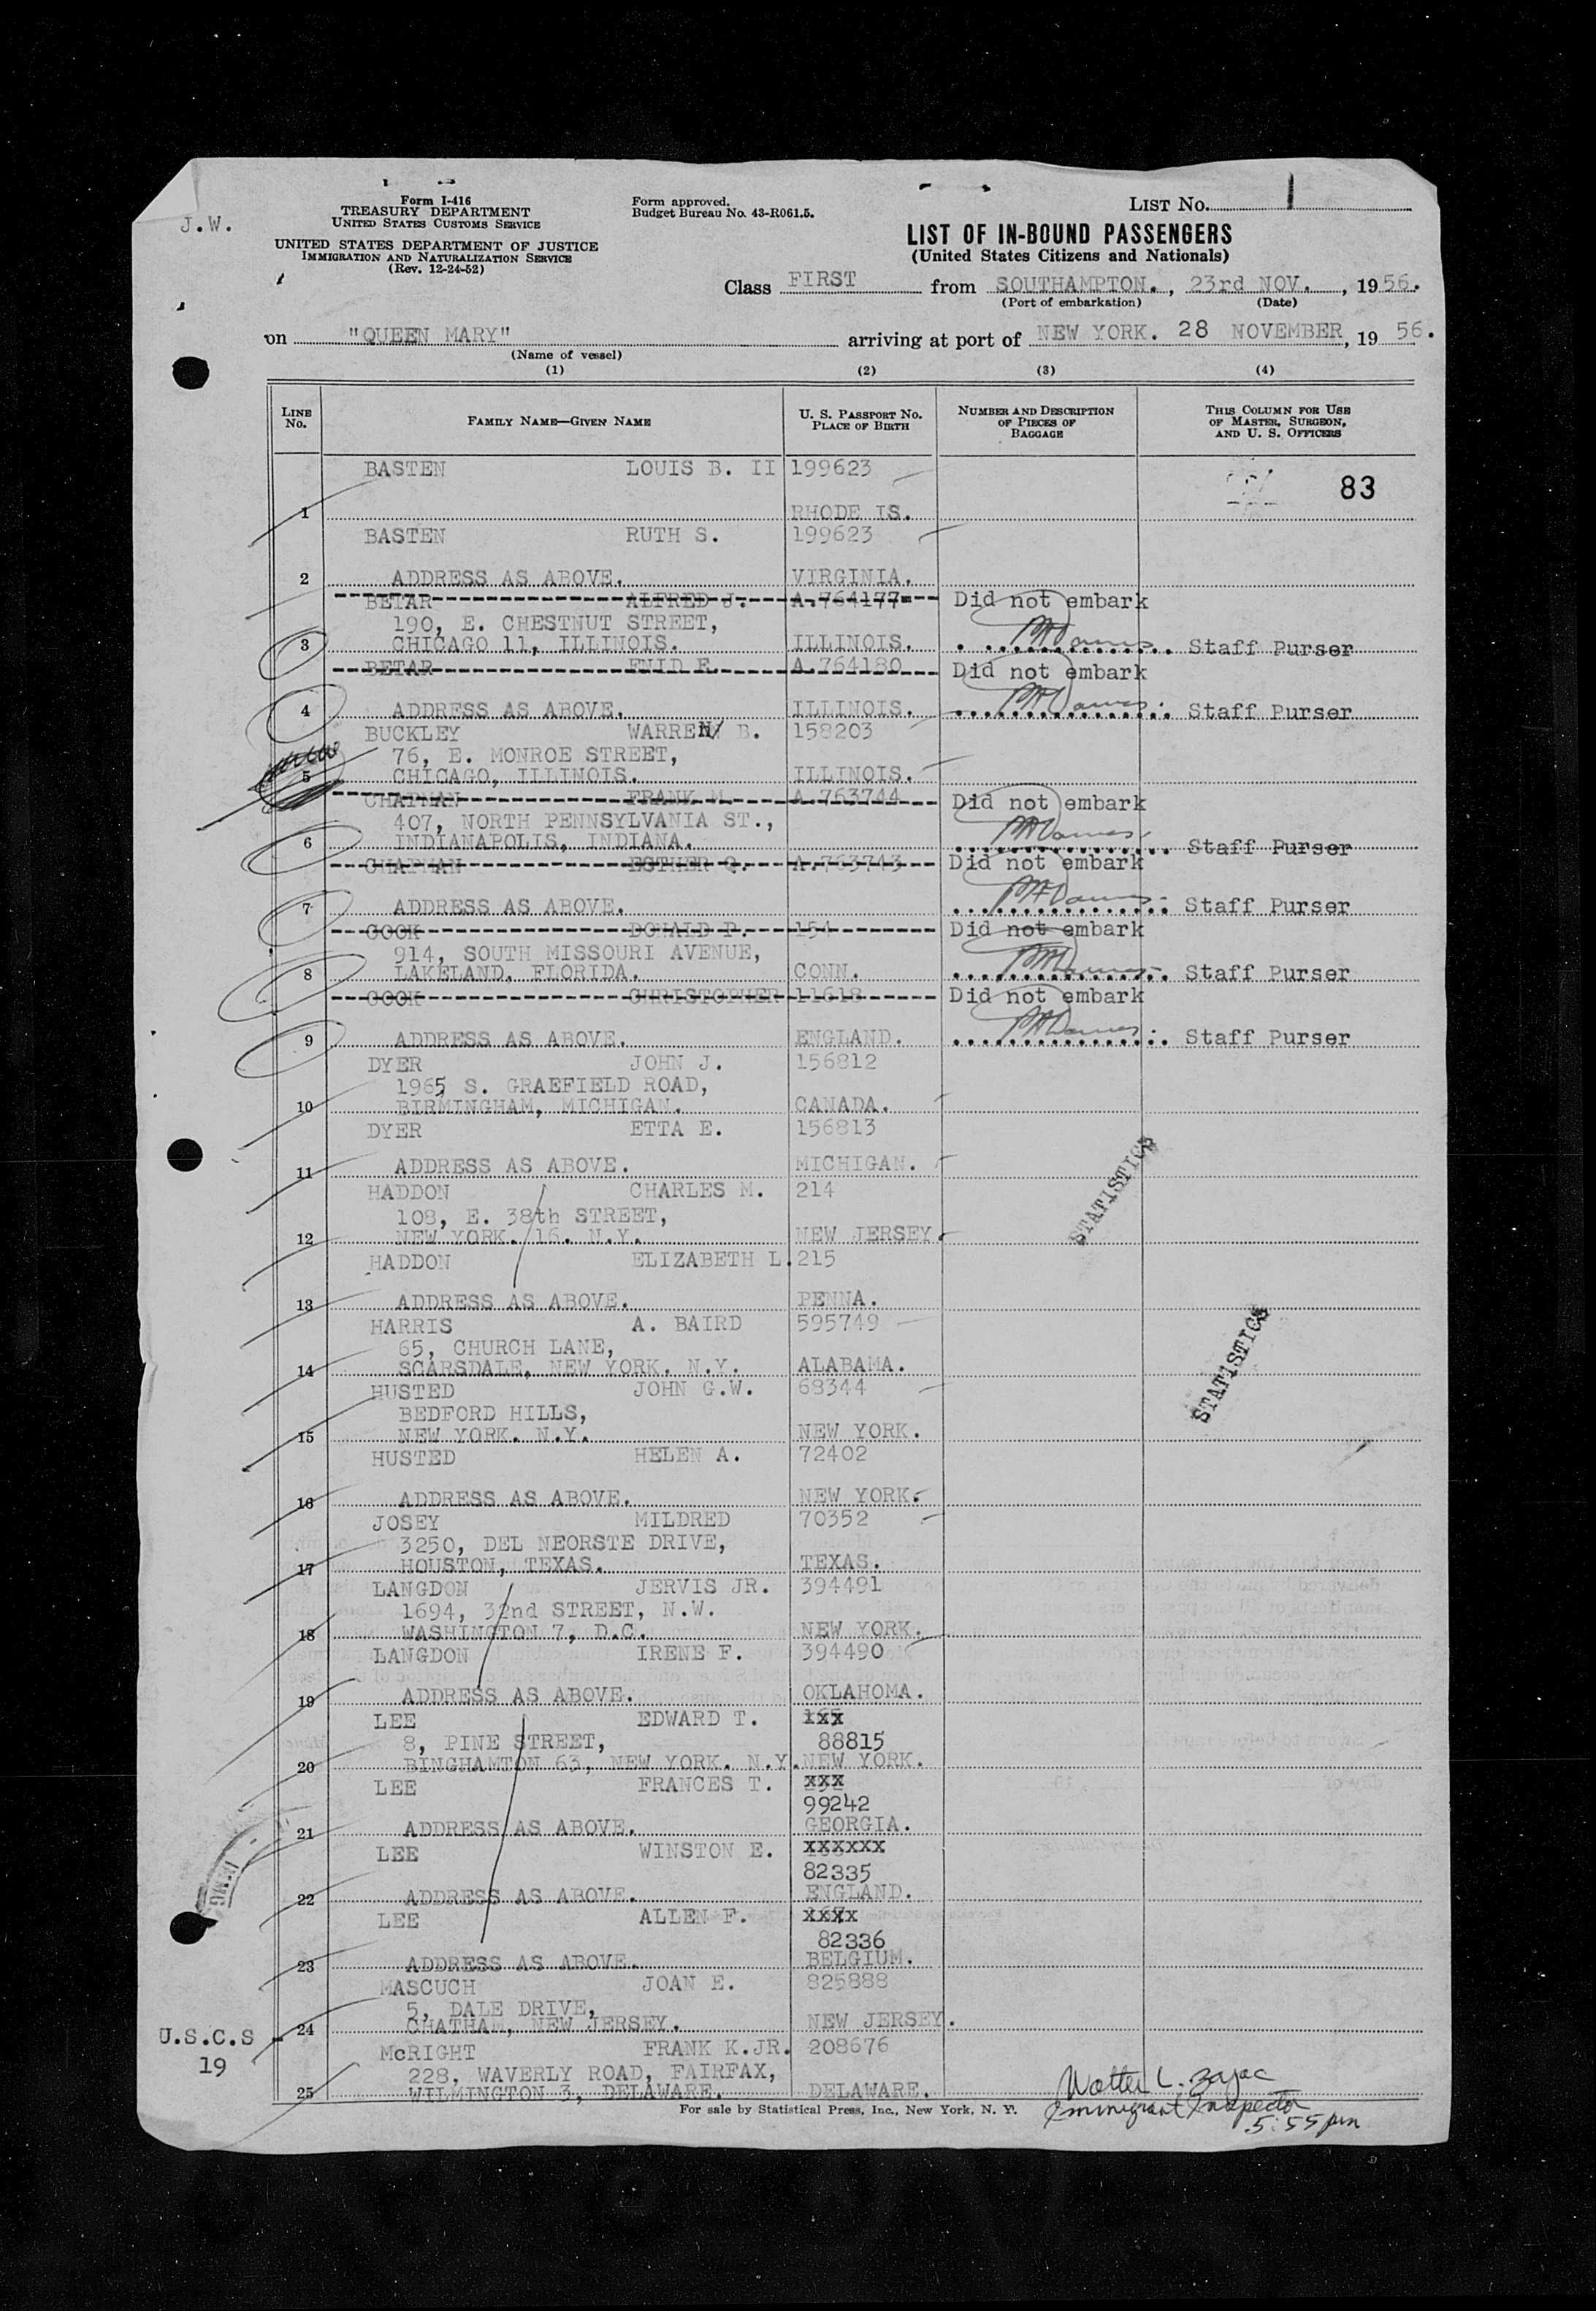 J.W.
Form I-416
TREASURY DEPARTMENT
UNITED STATES CUSTOMS SERVICE
UNITED STATES DEPARTMENT OF JUSTICE
IMMIGRATION AND NATURALIZATION SERVICE
(Rev. 12-24-52)
Form approved.
Budget Bureau No. 43-R061.5.
LIST No. 1
LIST OF IN-BOUND PASSENGERS
(United States Citizens and Nationals)
Class FIRST from SOUTHAMPTON. , 23rd NOV. , 19 56.
(Port of embarkation) (Date)
on "QUEEN MARY" arriving at port of NEW YORK. 28 NOVEMBER , 19 56.
(Name of vessel)
(1) (2) (3) (4)
LINE No. FAMILY NAME—GIVEN NAME U. S. PASSPORT No. PLACE OF BIRTH NUMBER AND DESCRIPTION OF PIECES OF BAGGAGE THIS COLUMN FOR USE OF MASTER, SURGEON, AND U. S. OFFICERS
BASTEN LOUIS B. II 199623
83
1 RHODE IS.
BASTEN RUTH S. 199623
2 ADDRESS AS ABOVE. VIRGINIA.
BETAR ALFRED J. A.764177 Did not embark
190, E. CHESTNUT STREET,
3 CHICAGO 11, ILLINOIS. ILLINOIS. Staff Purser
BETAR ENID E. A.764180 Did not embark
4 ADDRESS AS ABOVE. ILLINOIS. Staff Purser
BUCKLEY WARREN B. 158203
76, E. MONROE STREET,
5 CHICAGO, ILLINOIS. ILLINOIS.
CHAPMAN FRANK M. A.763744 Did not embark
407, NORTH PENNSYLVANIA ST.,
6 INDIANAPOLIS, INDIANA. Staff Purser
CHAPMAN ESTHER Q. A.763743 Did not embark
7 ADDRESS AS ABOVE. Staff Purser
COOK DONALD P. 154 Did not embark
914, SOUTH MISSOURI AVENUE,
8 LAKELAND, FLORIDA. CONN. Staff Purser
COOK CHRISTOPHER 11618 Did not embark
9 ADDRESS AS ABOVE. ENGLAND. Staff Purser
DYER JOHN J. 156812
1965 S. GRAEFIELD ROAD,
10 BIRMINGHAM, MICHIGAN. CANADA.
DYER ETTA E. 156813
11 ADDRESS AS ABOVE. MICHIGAN.
HADDON CHARLES M. 214
108, E. 38th STREET,
12 NEW YORK. 16. N.Y. NEW JERSEY.
STATISTICS
HADDON ELIZABETH L. 215
13 ADDRESS AS ABOVE. PENNA.
HARRIS A. BAIRD 595749
65, CHURCH LANE,
14 SCARSDALE, NEW YORK. N.Y. ALABAMA.
STATISTICS
HUSTED JOHN G.W. 68344
BEDFORD HILLS,
15 NEW YORK. N.Y. NEW YORK.
HUSTED HELEN A. 72402
16 ADDRESS AS ABOVE. NEW YORK.
JOSEY MILDRED 70352
3250, DEL NEORSTE DRIVE,
17 HOUSTON, TEXAS. TEXAS.
LANGDON JERVIS JR. 394491
1694, 32nd STREET, N.W.
18 WASHINGTON 7, D.C. NEW YORK.
LANGDON IRENE F. 394490
19 ADDRESS AS ABOVE. OKLAHOMA.
LEE EDWARD T. xxx
8, PINE STREET, 88815
20 BINGHAMTON 63, NEW YORK. N.Y. NEW YORK.
LEE FRANCES T. xxx
99242
21 ADDRESS AS ABOVE. GEORGIA.
LEE WINSTON E. xxxxxx
82335
22 ADDRESS AS ABOVE. ENGLAND.
LEE ALLEN F. xxxx
82336
23 ADDRESS AS ABOVE. BELGIUM.
MASCUCH JOAN E. 825888
5, DALE DRIVE,
U.S.C.S - 24 CHATHAM, NEW JERSEY. NEW JERSEY.
19
McRIGHT FRANK K.JR. 208676
228, WAVERLY ROAD, FAIRFAX,
25 WILMINGTON 3, DELAWARE. DELAWARE.
For sale by Statistical Press, Inc., New York, N. Y.
Walter L. Zajac
Immigrant Inspector
5:55 pm